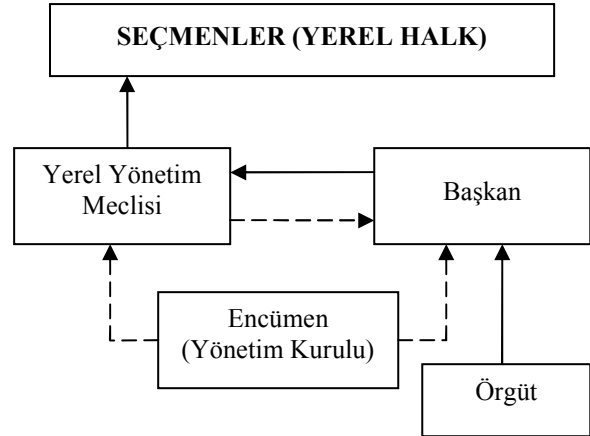 SEÇMENLER (YEREL HALK)
Yerel Yönetim
Meclisi
Başkan
Encümen
(Yönetim Kurulu)
Örgüt